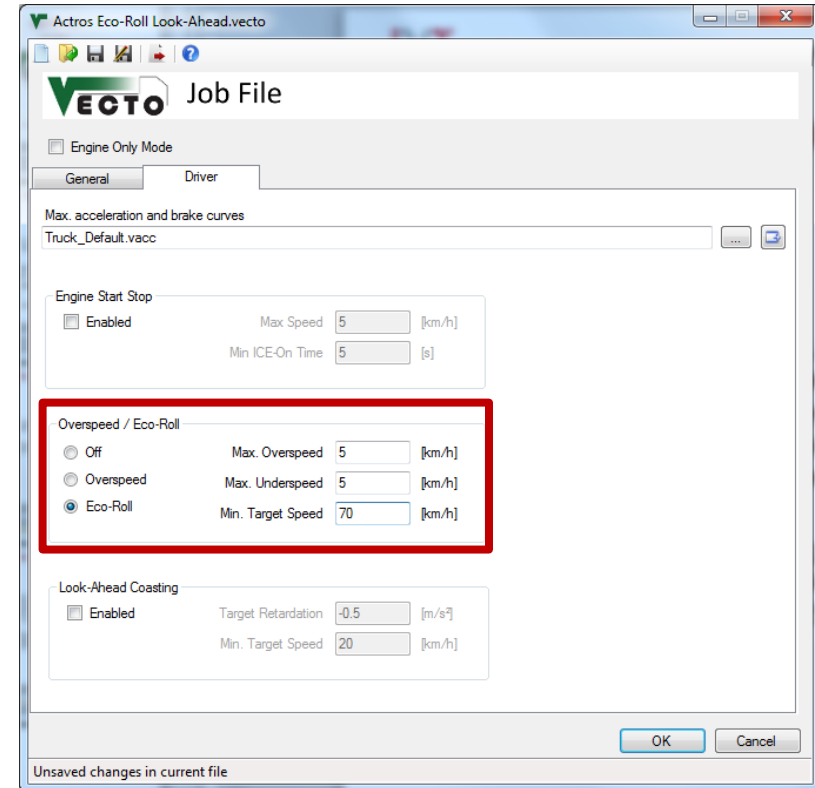 Actros Eco-Roll Look-Ahead.vecto
VECTO Job File
Engine Only Mode
General Driver
Max. acceleration and brake curves
Truck_Default.vacc ...
Engine Start Stop
Enabled Max Speed 5 [km/h]
Min ICE-On Time 5 [s]
Overspeed / Eco-Roll
Off Max. Overspeed 5 [km/h]
Overspeed Max. Underspeed 5 [km/h]
Eco-Roll Min. Target Speed 70 [km/h]
Look-Ahead Coasting
Enabled Target Retardation -0.5 [m/s²]
Min. Target Speed 20 [km/h]
OK Cancel
Unsaved changes in current file